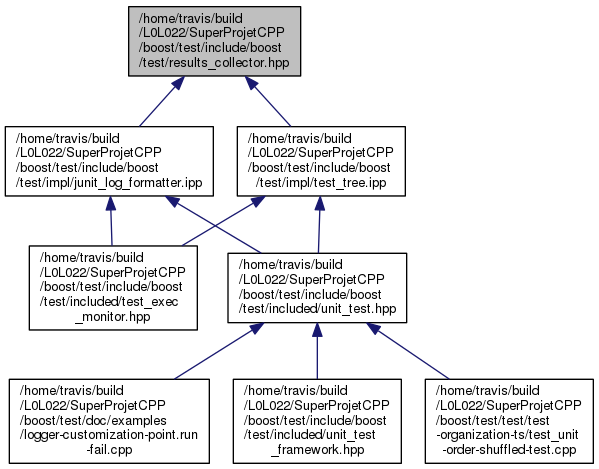 /home/travis/build
/L0L022/SuperProjetCPP
/boost/test/include/boost
/test/results_collector.hpp
/home/travis/build
/L0L022/SuperProjetCPP
/boost/test/include/boost
/test/impl/junit_log_formatter.ipp
/home/travis/build
/L0L022/SuperProjetCPP
/boost/test/include/boost
/test/impl/test_tree.ipp
/home/travis/build
/L0L022/SuperProjetCPP
/boost/test/include/boost
/test/included/test_exec
_monitor.hpp
/home/travis/build
/L0L022/SuperProjetCPP
/boost/test/include/boost
/test/included/unit_test.hpp
/home/travis/build
/L0L022/SuperProjetCPP
/boost/test/doc/examples
/logger-customization-point.run
-fail.cpp
/home/travis/build
/L0L022/SuperProjetCPP
/boost/test/include/boost
/test/included/unit_test
_framework.hpp
/home/travis/build
/L0L022/SuperProjetCPP
/boost/test/test/test
-organization-ts/test_unit
-order-shuffled-test.cpp